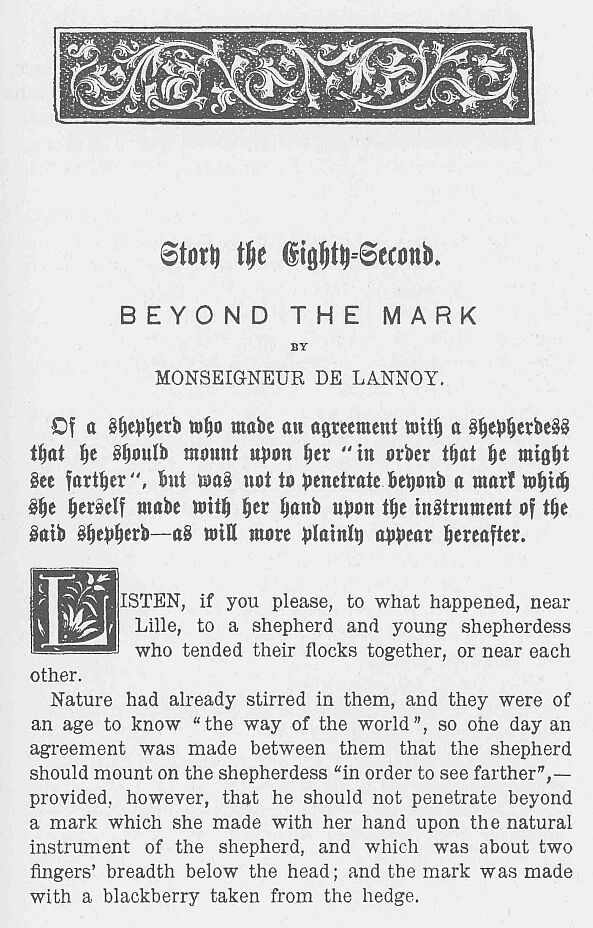 Story the Eighty-Second.
BEYOND THE MARK
BY
MONSEIGNEUR DE LANNOY.
Of a shepherd who made an agreement with a shepherdess
that he should mount upon her "in order that he might
see farther", but was not to penetrate beyond a mark which
she herself made with her hand upon the instrument of the
said shepherd—as will more plainly appear hereafter.
LISTEN, if you please, to what happened, near
Lille, to a shepherd and young shepherdess
who tended their flocks together, or near each
other.
Nature had already stirred in them, and they were of
an age to know "the way of the world", so one day an
agreement was made between them that the shepherd
should mount on the shepherdess "in order to see farther",—
provided, however, that he should not penetrate beyond
a mark which she made with her hand upon the natural
instrument of the shepherd, and which was about two
fingers' breadth below the head; and the mark was made
with a blackberry taken from the hedge.